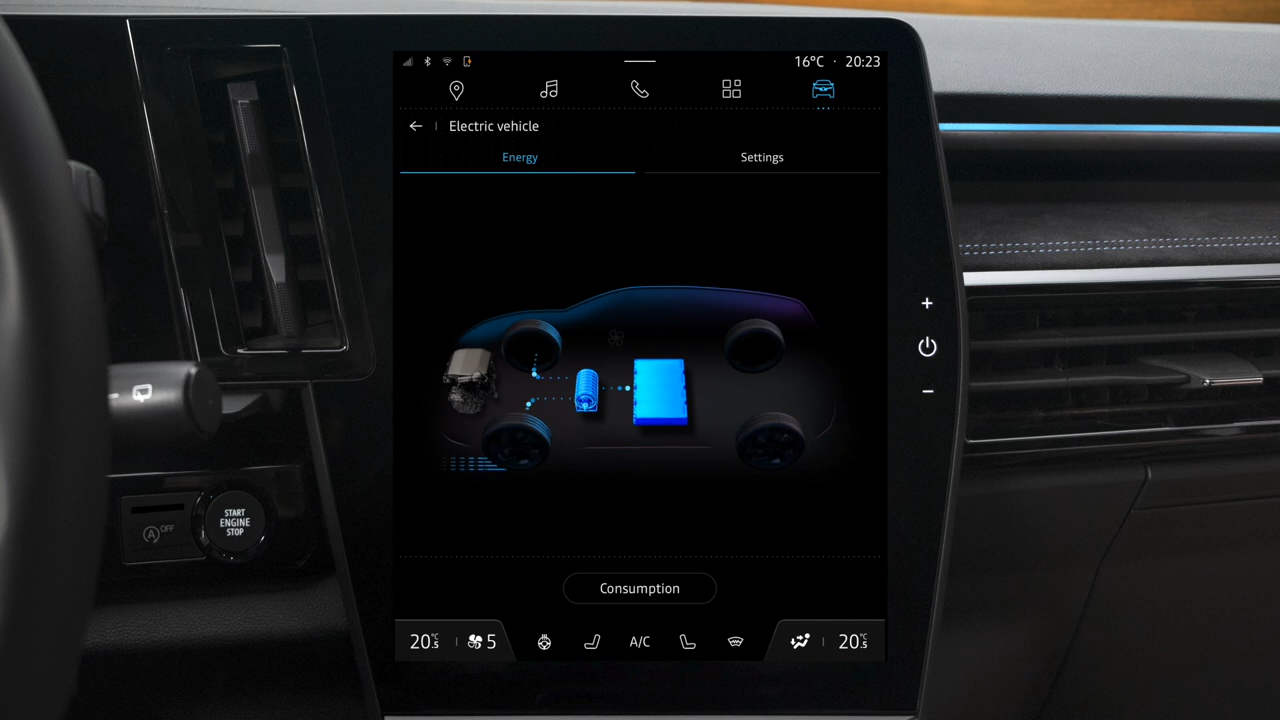 16°C · 20:23
Electric vehicle
Energy
Settings
+
−
A OFF
START
ENGINE
STOP
Consumption
20°C.5
5
A/C
20°C.5